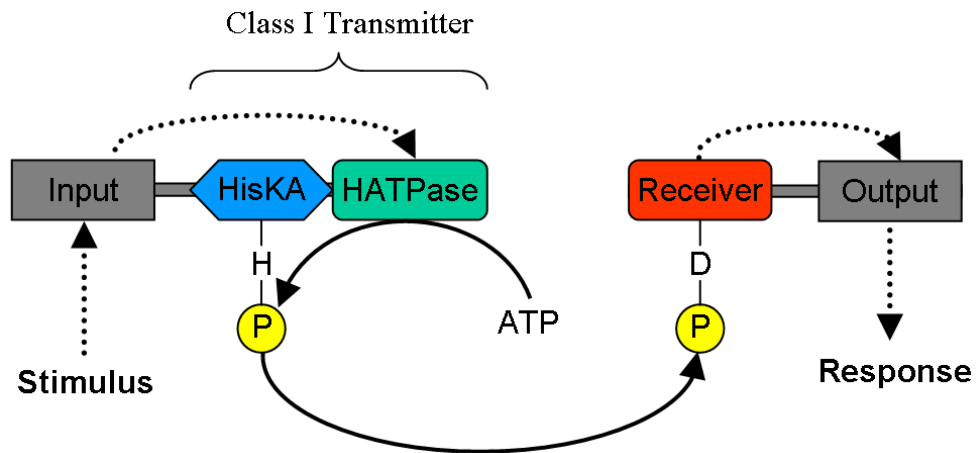 Class I Transmitter
Input
HisKA
HATPase
Receiver
Output
H
D
P
ATP
P
Stimulus
Response